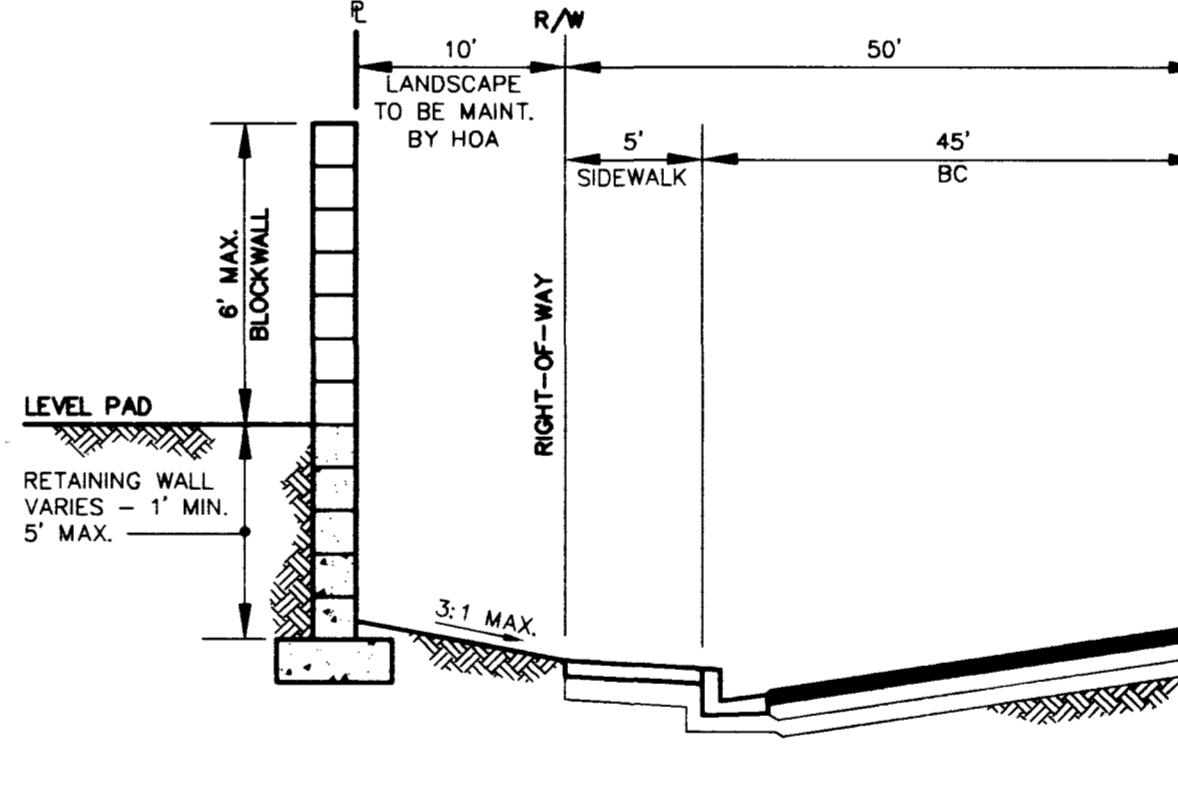 PL
R/W
10'
50'
LANDSCAPE
TO BE MAINT.
BY HOA
5'
SIDEWALK
45'
BC
6' MAX.
BLOCKWALL
RIGHT-OF-WAY
LEVEL PAD
RETAINING WALL
VARIES - 1' MIN.
5' MAX.
3:1 MAX.